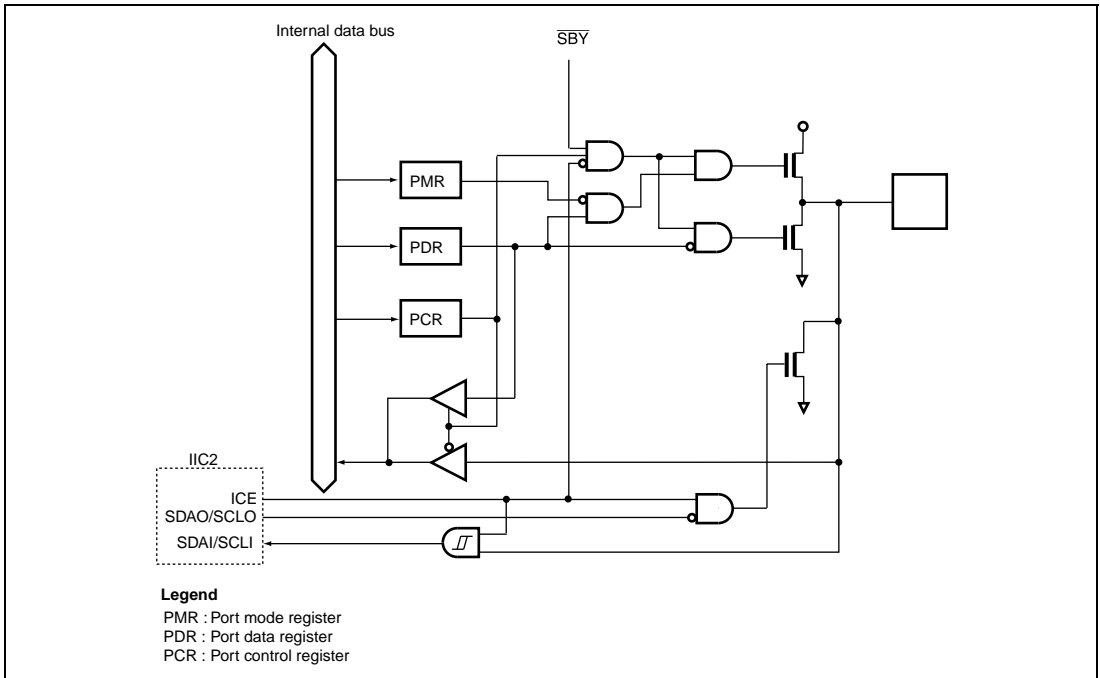 Internal data bus
SBY
PMR
PDR
PCR
IIC2
ICE
SDAO/SCLO
SDAI/SCLI
Legend
PMR : Port mode register
PDR : Port data register
PCR : Port control register